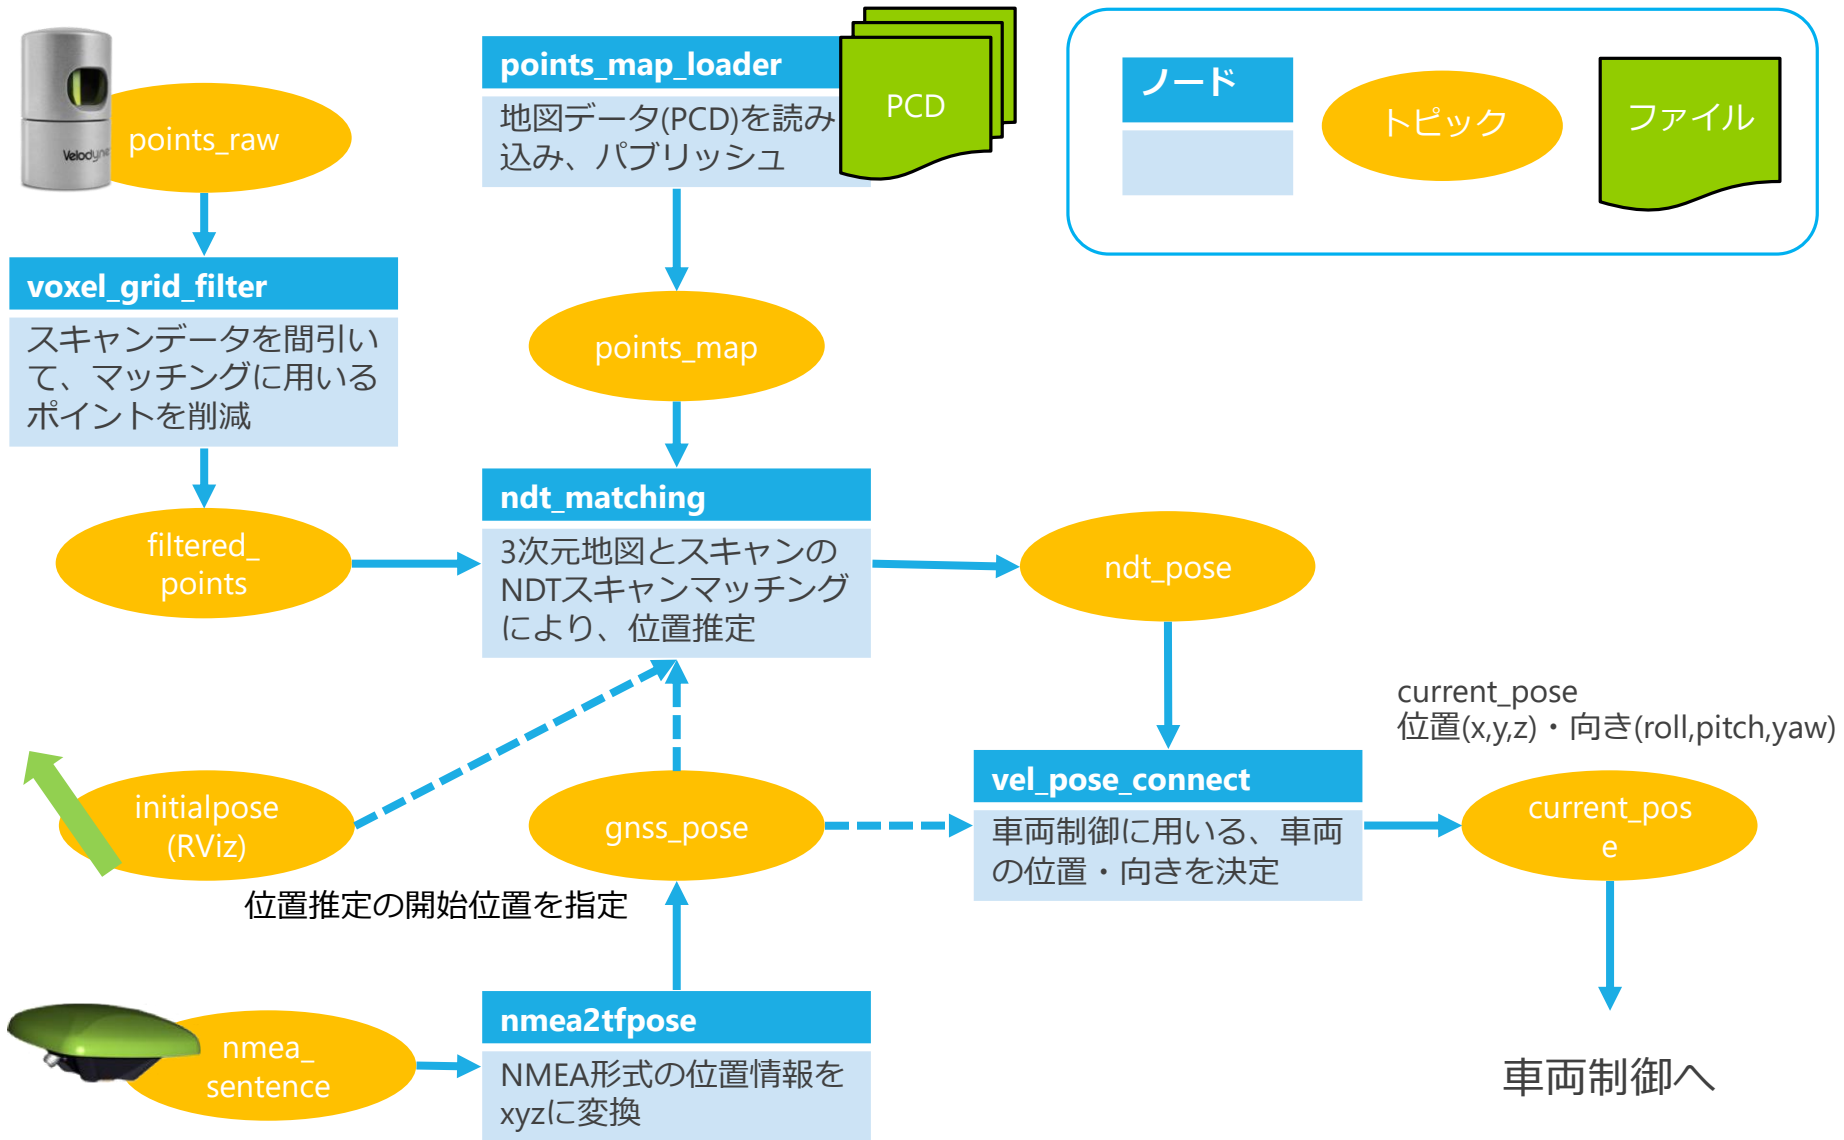 Velodyne
points_raw
points_map_loader
地図データ(PCD)を読み
込み、パブリッシュ
PCD
ノード
トピック
ファイル
voxel_grid_filter
スキャンデータを間引い
て、マッチングに用いる
ポイントを削減
points_map
filtered_
points
ndt_matching
3次元地図とスキャンの
NDTスキャンマッチング
により、位置推定
ndt_pose
current_pose
位置(x,y,z)・向き(roll,pitch,yaw)
initialpose
(RViz)
gnss_pose
vel_pose_connect
車両制御に用いる、車両
の位置・向きを決定
current_pos
e
位置推定の開始位置を指定
nmea_
sentence
nmea2tfpose
NMEA形式の位置情報を
xyzに変換
車両制御へ